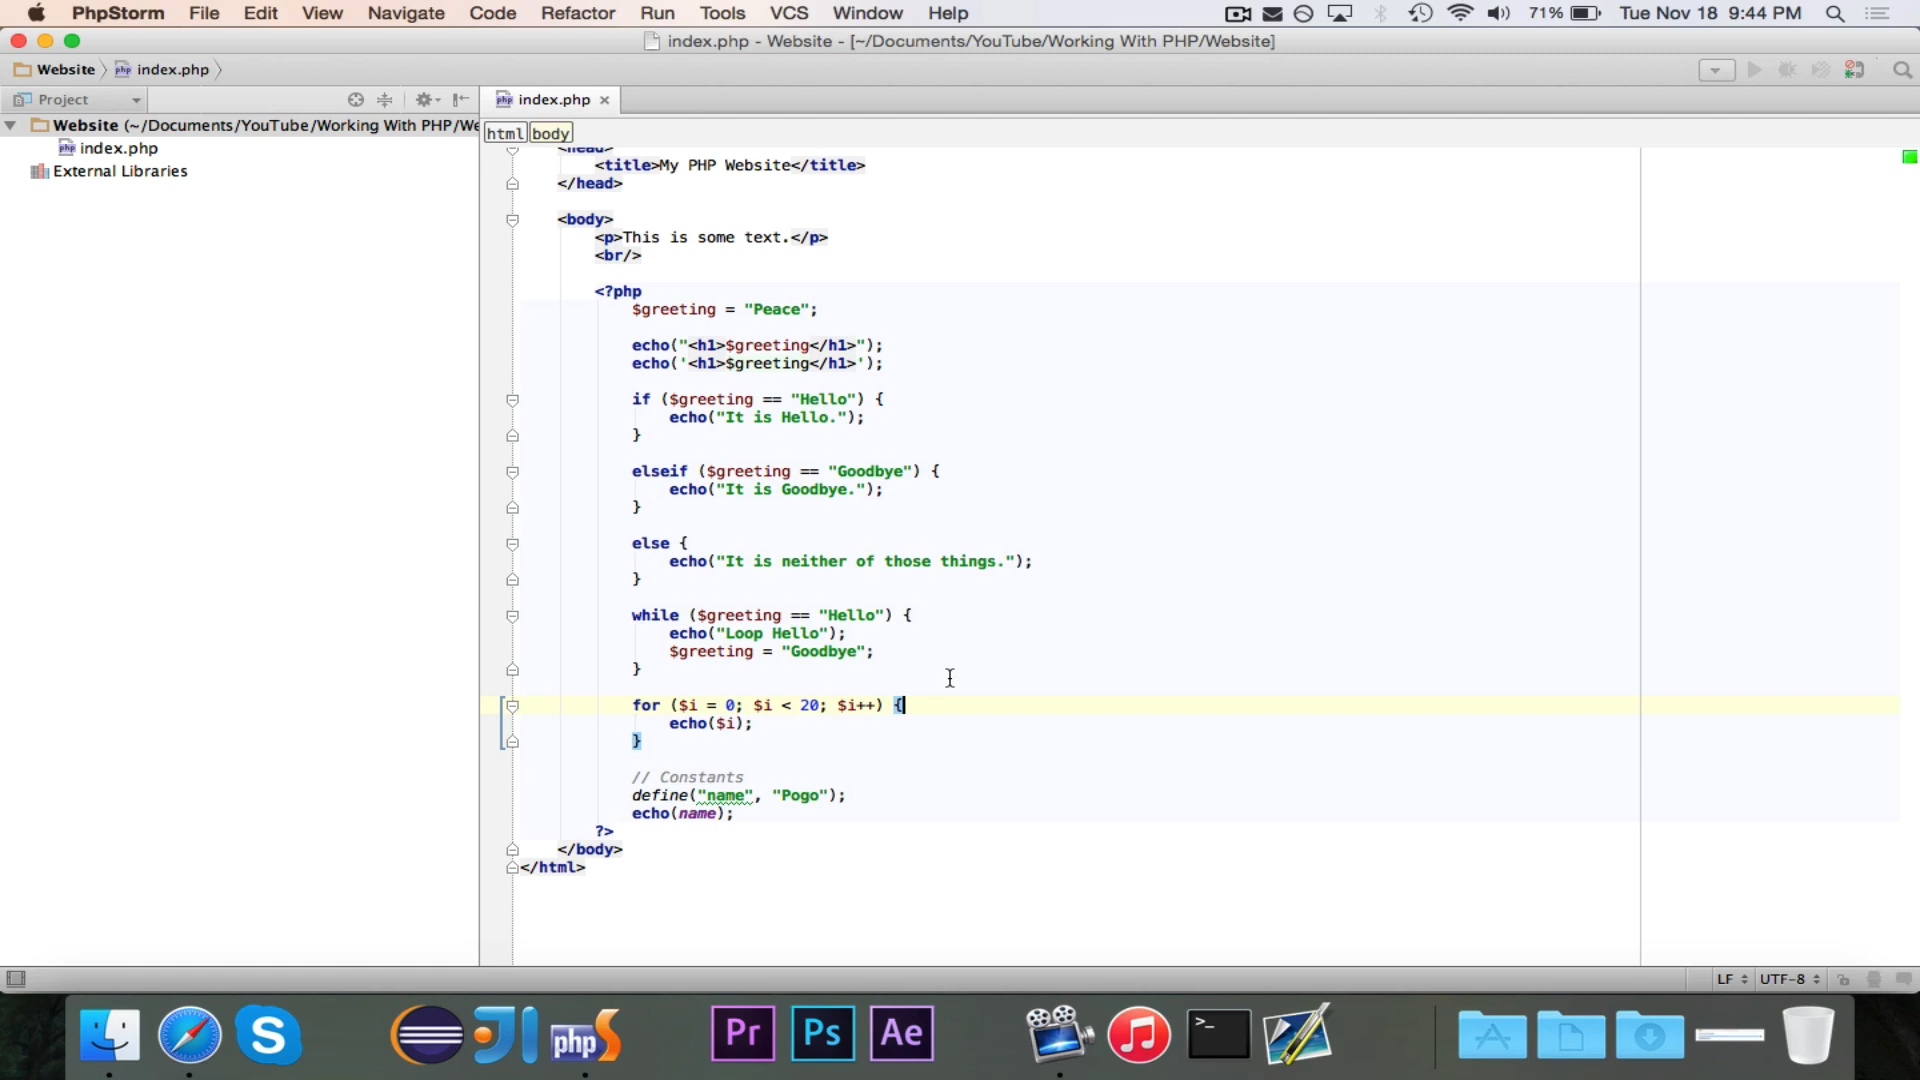 PhpStorm File Edit View Navigate Code Refactor Run Tools VCS Window Help 71% Tue Nov 18 9:44 PM
index.php - Website - [~/Documents/YouTube/Working With PHP/Website]
Website index.php
Project
index.php
Website (~/Documents/YouTube/Working With PHP/We
index.php
External Libraries
html body
<head>
<title>My PHP Website</title>
</head>
<body>
<p>This is some text.</p>
<br/>
<?php
$greeting = "Peace";
echo("<h1>$greeting</h1>");
echo('<h1>$greeting</h1>');
if ($greeting == "Hello") {
echo("It is Hello.");
}
elseif ($greeting == "Goodbye") {
echo("It is Goodbye.");
}
else {
echo("It is neither of those things.");
}
while ($greeting == "Hello") {
echo("Loop Hello");
$greeting = "Goodbye";
}
for ($i = 0; $i < 20; $i++) {
echo($i);
}
// Constants
define("name", "Pogo");
echo(name);
?>
</body>
</html>
LF UTF-8
S JI php S Pr Ps Ae >_